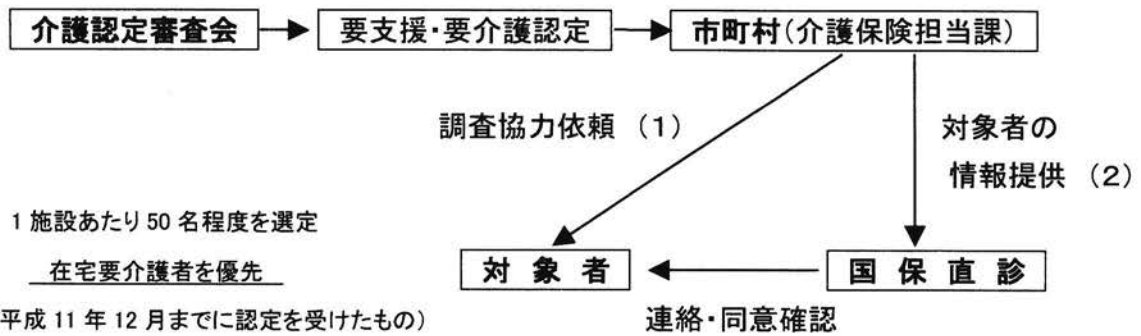 介護認定審査会 要支援・要介護認定 市町村(介護保険担当課)
調査協力依頼 (1) 対象者の
情報提供 (2)
1 施設あたり 50 名程度を選定
在宅要介護者を優先
対 象 者 国 保 直 診
平成 11 年 12 月までに認定を受けたもの)
連絡・同意確認